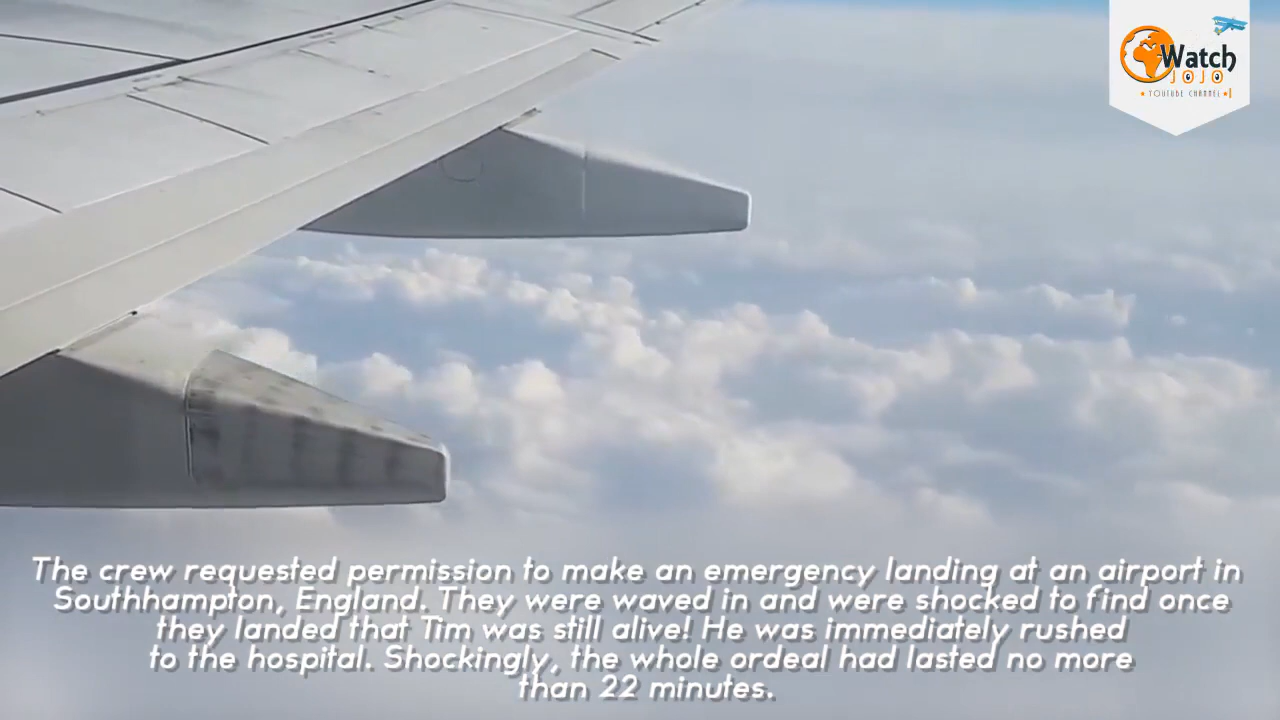 Watch
JOJO
YOUTUBE CHANNEL
The crew requested permission to make an emergency landing at an airport in
Southhampton, England. They were waved in and were shocked to find once
they landed that Tim was still alive! He was immediately rushed
to the hospital. Shockingly, the whole ordeal had lasted no more
than 22 minutes.